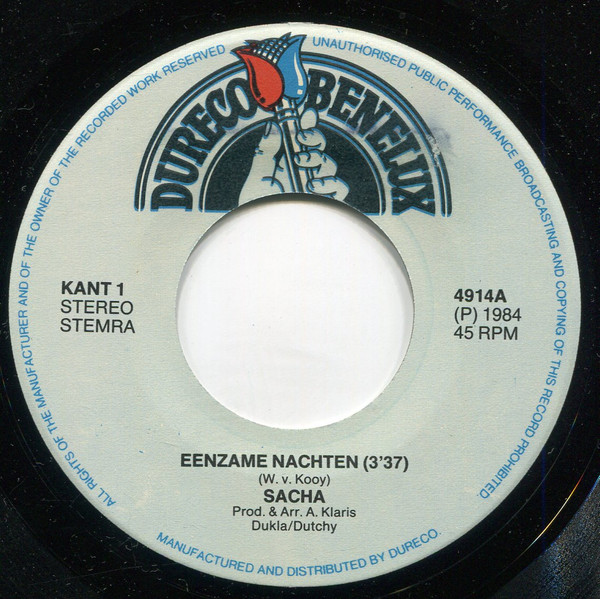 ALL RIGHTS OF THE MANUFACTURER AND OF THE OWNER OF THE RECORDED WORK RESERVED
UNAUTHORISED PUBLIC PERFORMANCE BROADCASTING AND COPYING OF THIS RECORD PROHIBITED
DURECO BENELUX
KANT 1
STEREO
STEMRA
4914A
(P) 1984
45 RPM
EENZAME NACHTEN (3'37)
(W. v. Kooy)
SACHA
Prod. & Arr. A. Klaris
Dukla/Dutchy
MANUFACTURED AND DISTRIBUTED BY DURECO.